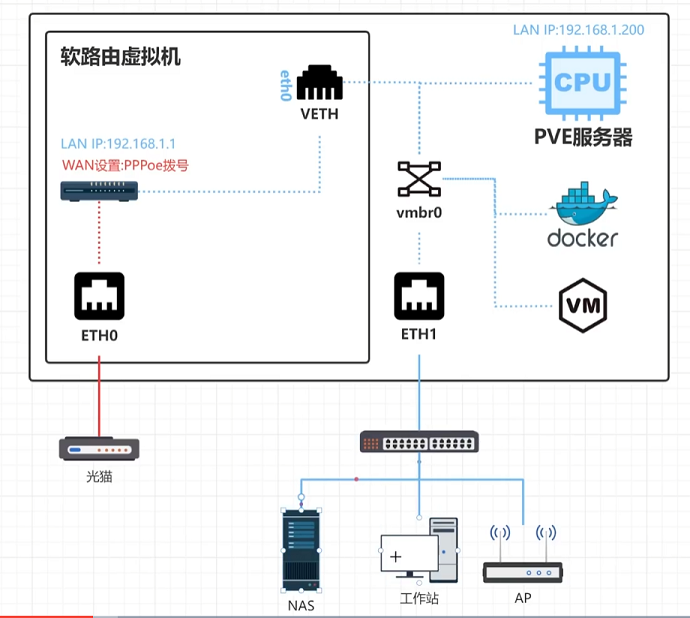 LAN IP:192.168.1.200
软路由虚拟机
eth0
CPU
VETH
PVE服务器
LAN IP:192.168.1.1
WAN设置:PPPoe拨号
vmbr0
docker
VM
ETH0
ETH1
光猫
NAS
工作站
AP